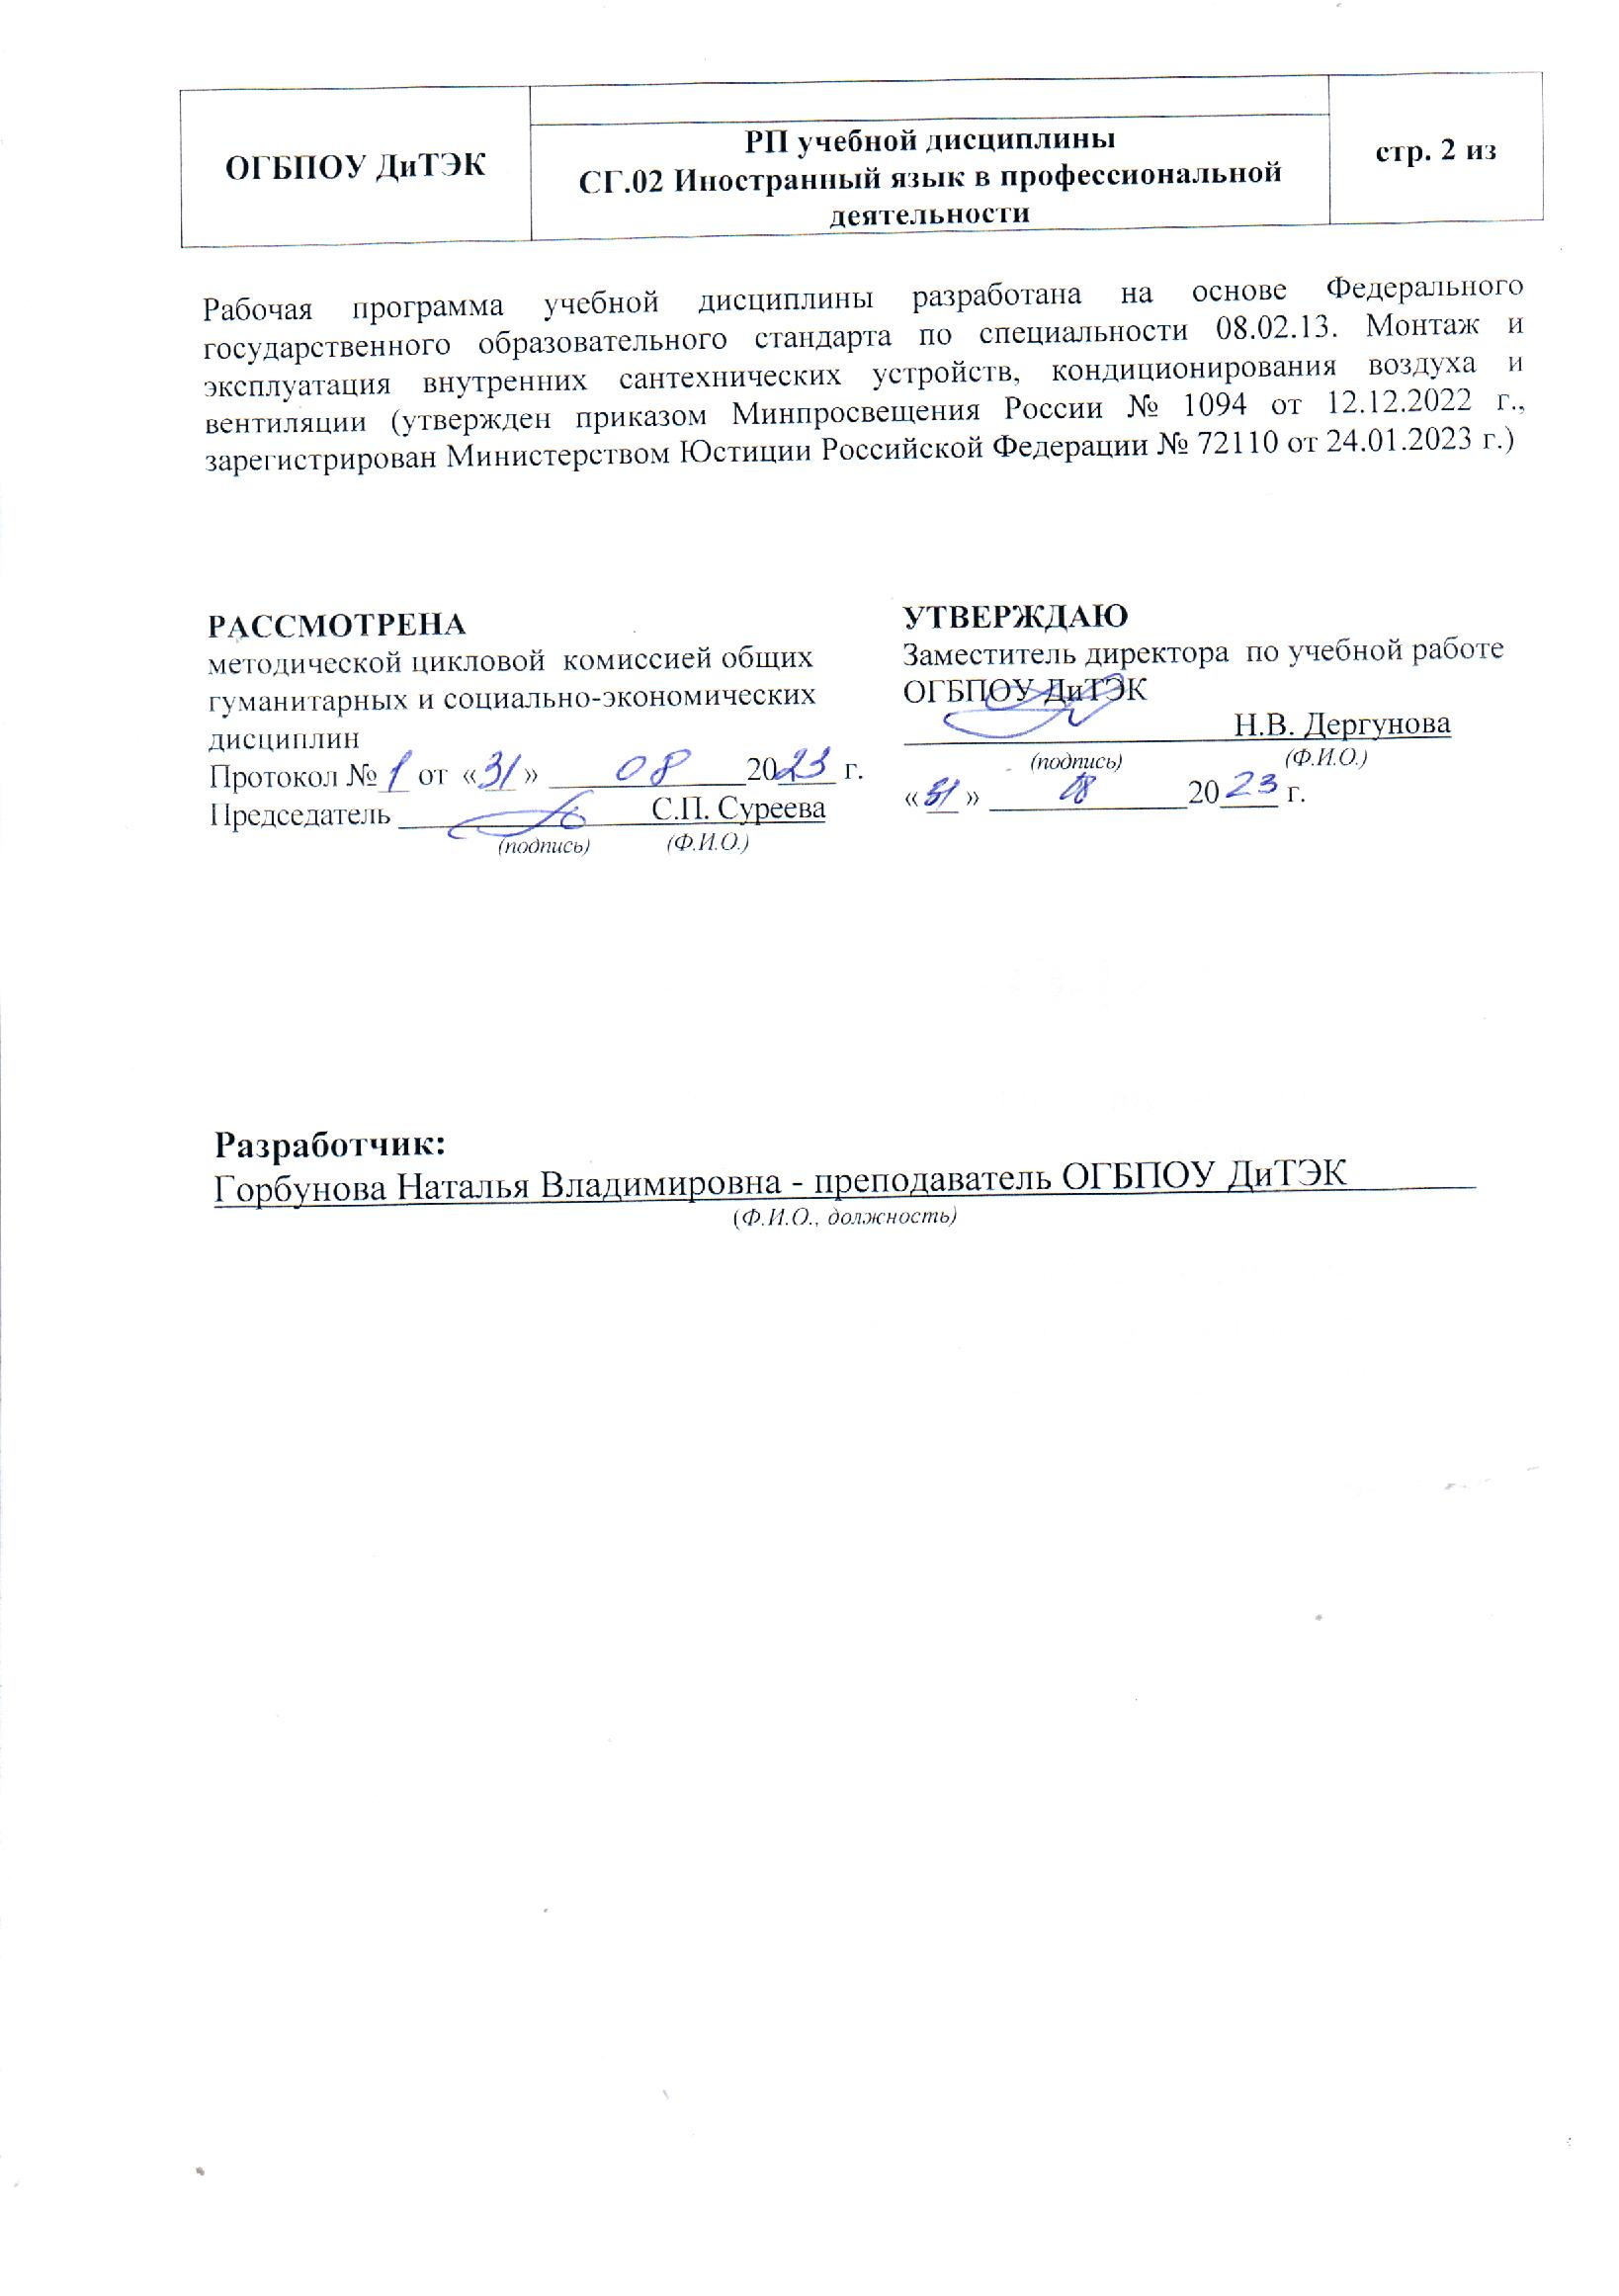 ОГБПОУ ДиТЭК
РП учебной дисциплины
СГ.02 Иностранный язык в профессиональной
деятельности
стр. 2 из
Рабочая программа учебной дисциплины разработана на основе Федерального
государственного образовательного стандарта по специальности 08.02.13. Монтаж и
эксплуатация внутренних сантехнических устройств, кондиционирования воздуха и
вентиляции (утвержден приказом Минпросвещения России № 1094 от 12.12.2022 г.,
зарегистрирован Министерством Юстиции Российской Федерации № 72110 от 24.01.2023 г.)
РАССМОТРЕНА
методической цикловой комиссией общих
гуманитарных и социально-экономических
дисциплин
Протокол № 1 от «31» 08 2023 г.
Председатель С.П. Суреева
(подпись) (Ф.И.О.)
УТВЕРЖДАЮ
Заместитель директора по учебной работе
ОГБПОУ ДиТЭК
Н.В. Дергунова
(подпись) (Ф.И.О.)
«31» 08 2023 г.
Разработчик:
Горбунова Наталья Владимировна - преподаватель ОГБПОУ ДиТЭК
(Ф.И.О., должность)